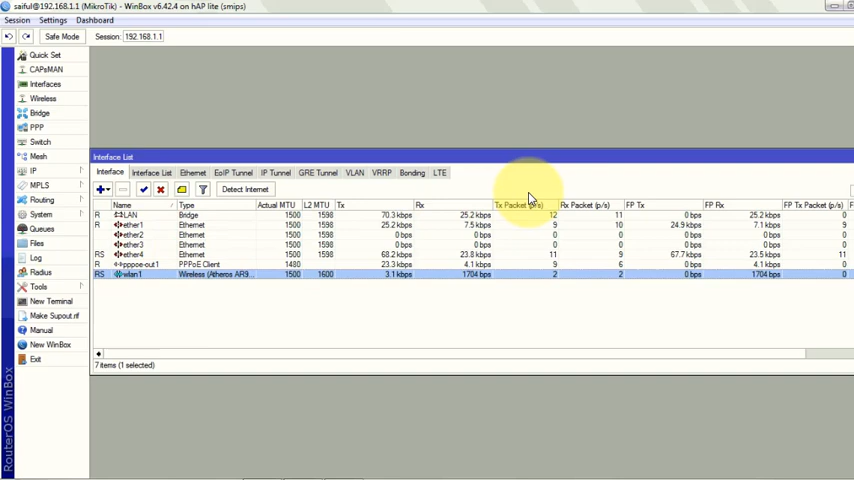 saiful@192.168.1.1 (MikroTik) - WinBox v6.42.4 on hAP lite (smips)
Session Settings Dashboard
Safe Mode Session: 192.168.1.1
Quick Set
CAPsMAN
Interfaces
Wireless
Bridge
PPP
Switch
Mesh
IP
MPLS
Routing
System
Queues
Files
Log
Radius
Tools
New Terminal
Make Supout.rif
Manual
New WinBox
Exit
RouterOS WinBox
Interface List
Interface Interface List Ethernet EoIP Tunnel IP Tunnel GRE Tunnel VLAN VRRP Bonding LTE
Detect Internet
Name Type Actual MTU L2 MTU Tx Rx Tx Packet (p/s) Rx Packet (p/s) FP Tx FP Rx FP Tx Packet (p/s)
R LAN Bridge 1500 1598 70.3 kbps 25.2 kbps 12 11 0 bps 25.2 kbps 0
R ether1 Ethernet 1500 1598 25.2 kbps 7.5 kbps 9 10 24.9 kbps 7.1 kbps 9
ether2 Ethernet 1500 1598 0 bps 0 bps 0 0 0 bps 0 bps 0
ether3 Ethernet 1500 1598 0 bps 0 bps 0 0 0 bps 0 bps 0
RS ether4 Ethernet 1500 1598 68.2 kbps 23.8 kbps 11 9 67.7 kbps 23.5 kbps 11
R pppoe-out1 PPPoE Client 1480 23.3 kbps 4.1 kbps 9 6 0 bps 4.1 kbps 0
RS wlan1 Wireless (Atheros AR9... 1500 1600 3.1 kbps 1704 bps 2 2 0 bps 1704 bps 0
7 items (1 selected)